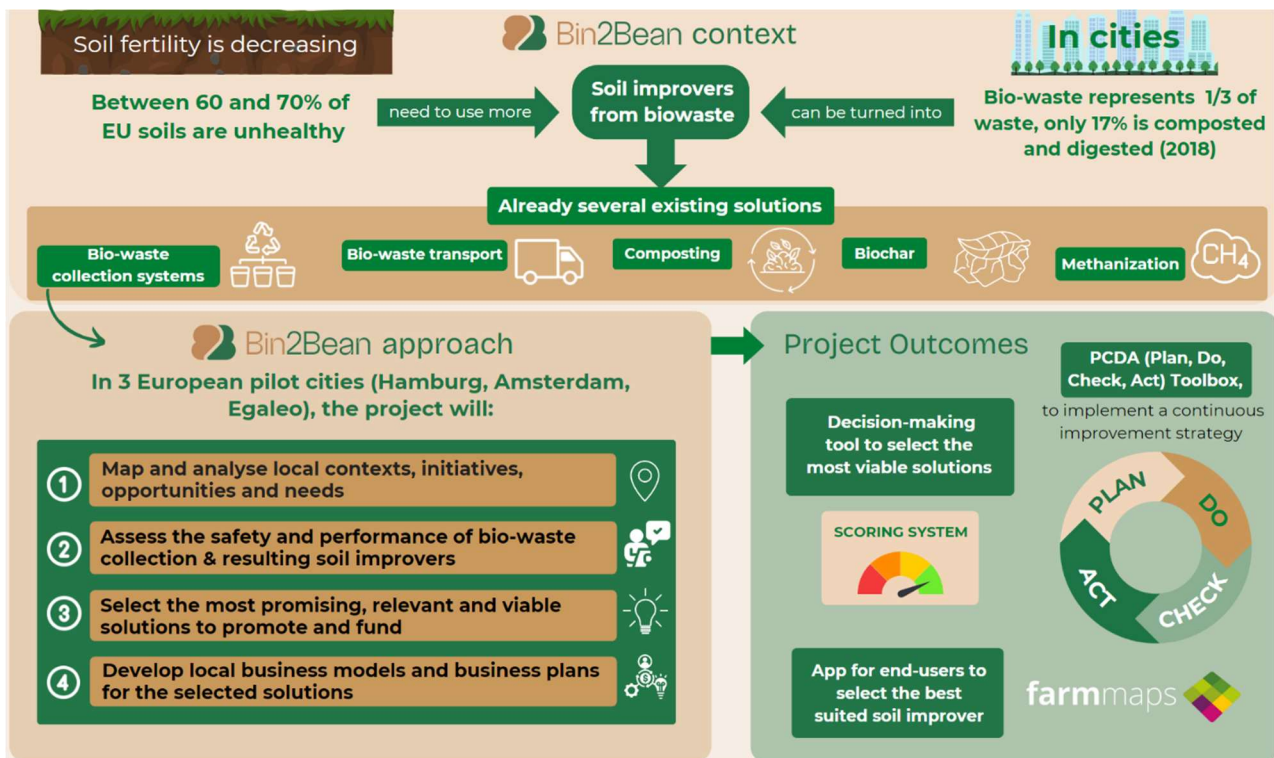 Soil fertility is decreasing
Bin2Bean context
In cities
Between 60 and 70% of
EU soils are unhealthy
need to use more
Soil improvers
from biowaste
can be turned into
Bio-waste represents 1/3 of
waste, only 17% is composted
and digested (2018)
Already several existing solutions
Bio-waste
collection systems
Bio-waste transport
Composting
Biochar
Methanization
CH4
Bin2Bean approach
In 3 European pilot cities (Hamburg, Amsterdam,
Egaleo), the project will:
1
Map and analyse local contexts, initiatives,
opportunities and needs
2
Assess the safety and performance of bio-waste
collection & resulting soil improvers
3
Select the most promising, relevant and viable
solutions to promote and fund
4
Develop local business models and business plans
for the selected solutions
Project Outcomes
Decision-making
tool to select the
most viable solutions
SCORING SYSTEM
App for end-users to
select the best
suited soil improver
PCDA (Plan, Do,
Check, Act) Toolbox,
to implement a continuous
improvement strategy
PLAN
DO
CHECK
ACT
farmmaps